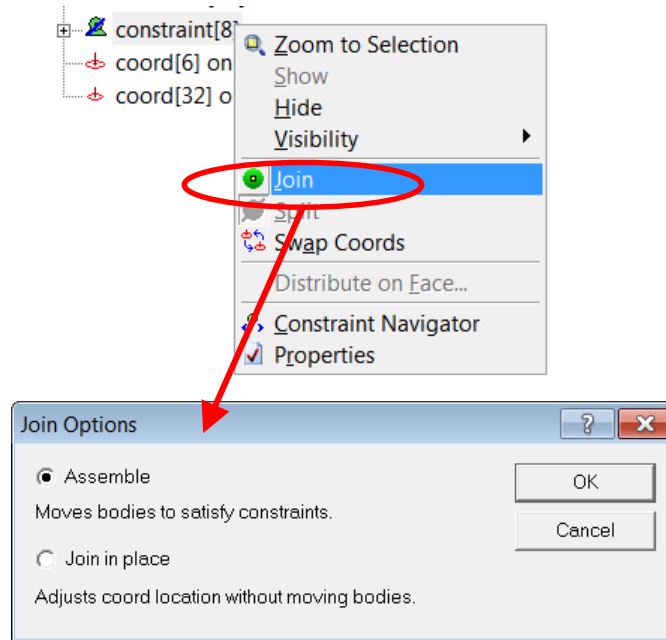 constraint[8]
coord[6] on
coord[32] o
Zoom to Selection
Show
Hide
Visibility
Join
Split
Swap Coords
Distribute on Face...
Constraint Navigator
Properties
Join Options
Assemble
OK
Moves bodies to satisfy constraints.
Cancel
Join in place
Adjusts coord location without moving bodies.